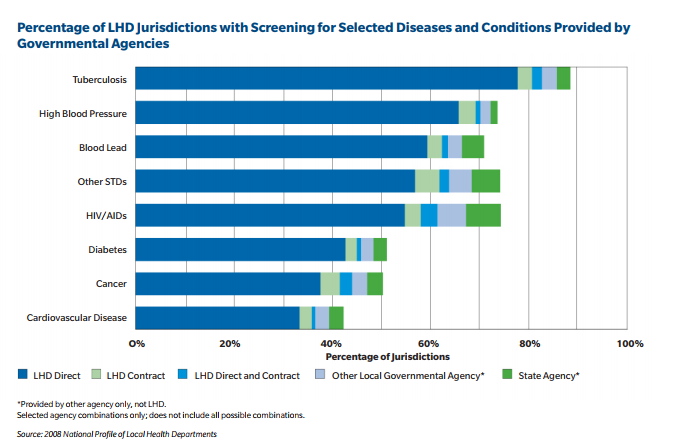 Percentage of LHD Jurisdictions with Screening for Selected Diseases and Conditions Provided by
Governmental Agencies
Tuberculosis
High Blood Pressure
Blood Lead
Other STDs
HIV/AIDs
Diabetes
Cancer
Cardiovascular Disease
0% 20% 40% 60% 80% 100%
Percentage of Jurisdictions
LHD Direct LHD Contract LHD Direct and Contract Other Local Governmental Agency* State Agency*
*Provided by other agency only, not LHD.
Selected agency combinations only; does not include all possible combinations.
Source: 2008 National Profile of Local Health Departments